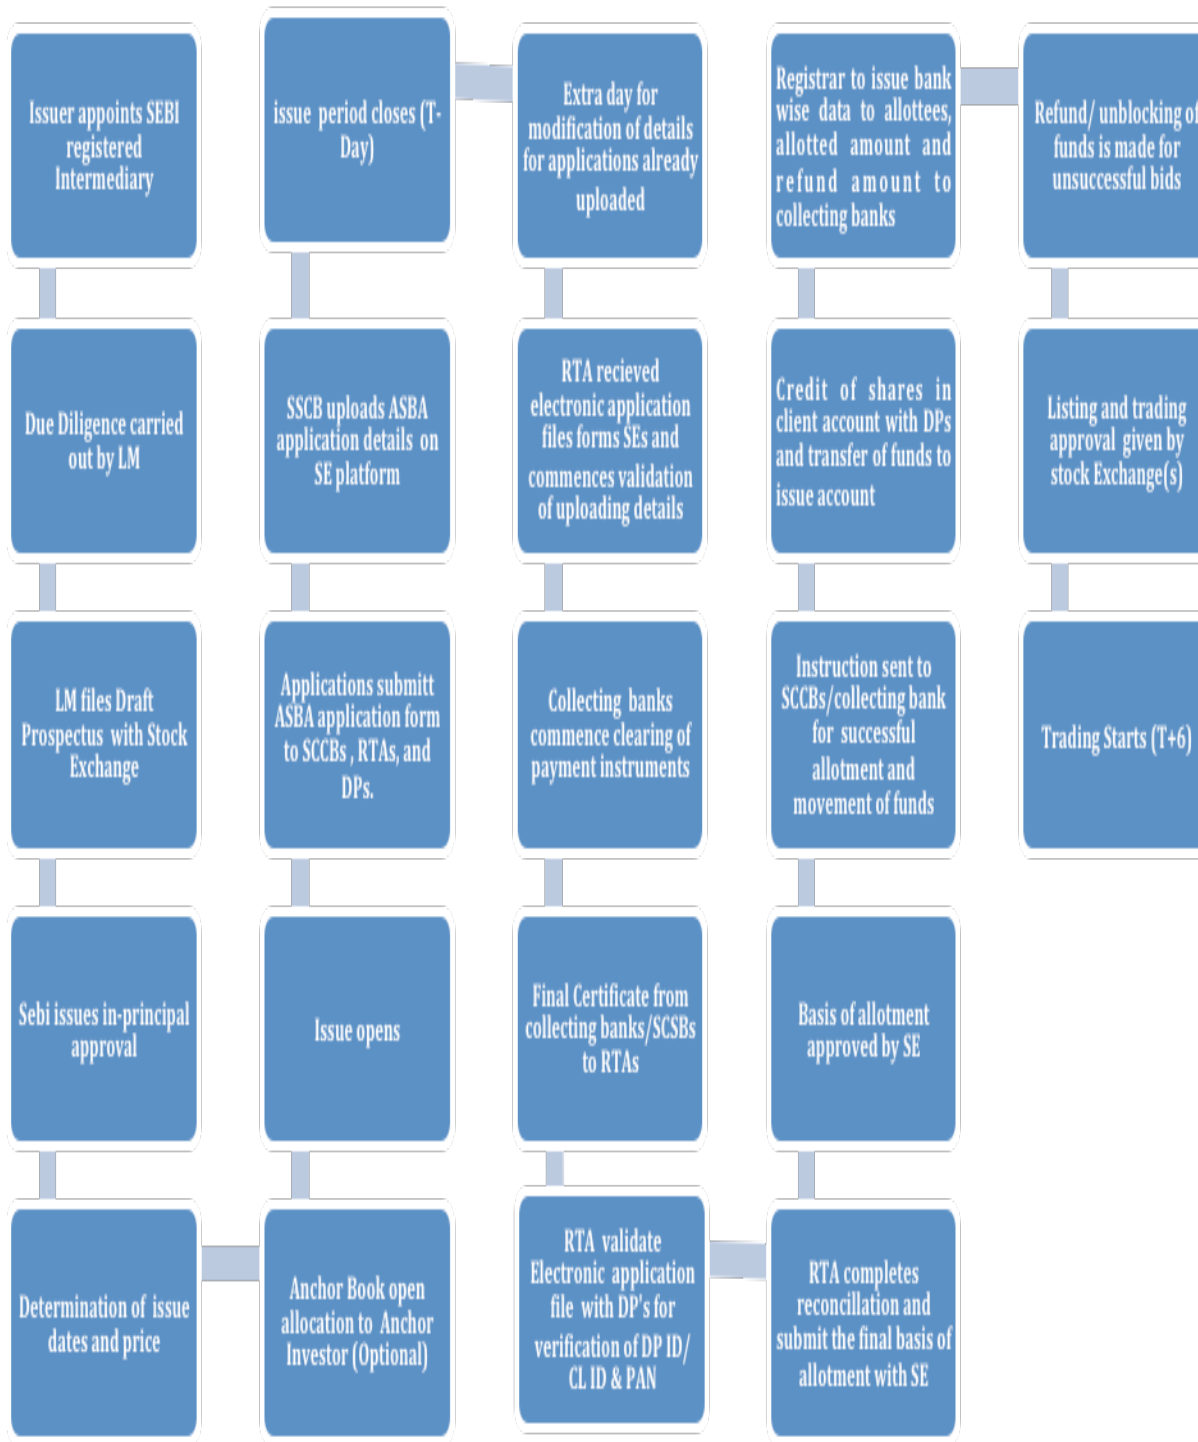 Issuer appoints SEBI
registered
Intermediary
Due Diligence carried
out by LM
LM files Draft
Prospectus with Stock
Exchange
Sebi issues in-principal
approval
Determination of issue
dates and price
Anchor Book open
allocation to Anchor
Investor (Optional)
Issue opens
Applications submitt
ASBA application form
to SCCBs , RTAs, and
DPs.
SSCB uploads ASBA
application details on
SE platform
issue period closes (T-
Day)
Extra day for
modification of details
for applications already
uploaded
RTA recieved
electronic application
files forms SEs and
commences validation
of uploading details
Collecting banks
commence clearing of
payment instruments
Final Certificate from
collecting banks/SCSBs
to RTAs
RTA validate
Electronic application
file with DP's for
verification of DP ID/
CL ID & PAN
RTA completes
reconcillation and
submit the final basis of
allotment with SE
Basis of allotment
approved by SE
Instruction sent to
SCCBs/collecting bank
for successful
allotment and
movement of funds
Credit of shares in
client account with DPs
and transfer of funds to
issue account
Registrar to issue bank
wise data to allottees,
allotted amount and
refund amount to
collecting banks
Refund/ unblocking of
funds is made for
unsuccessful bids
Listing and trading
approval given by
stock Exchange(s)
Trading Starts (T+6)